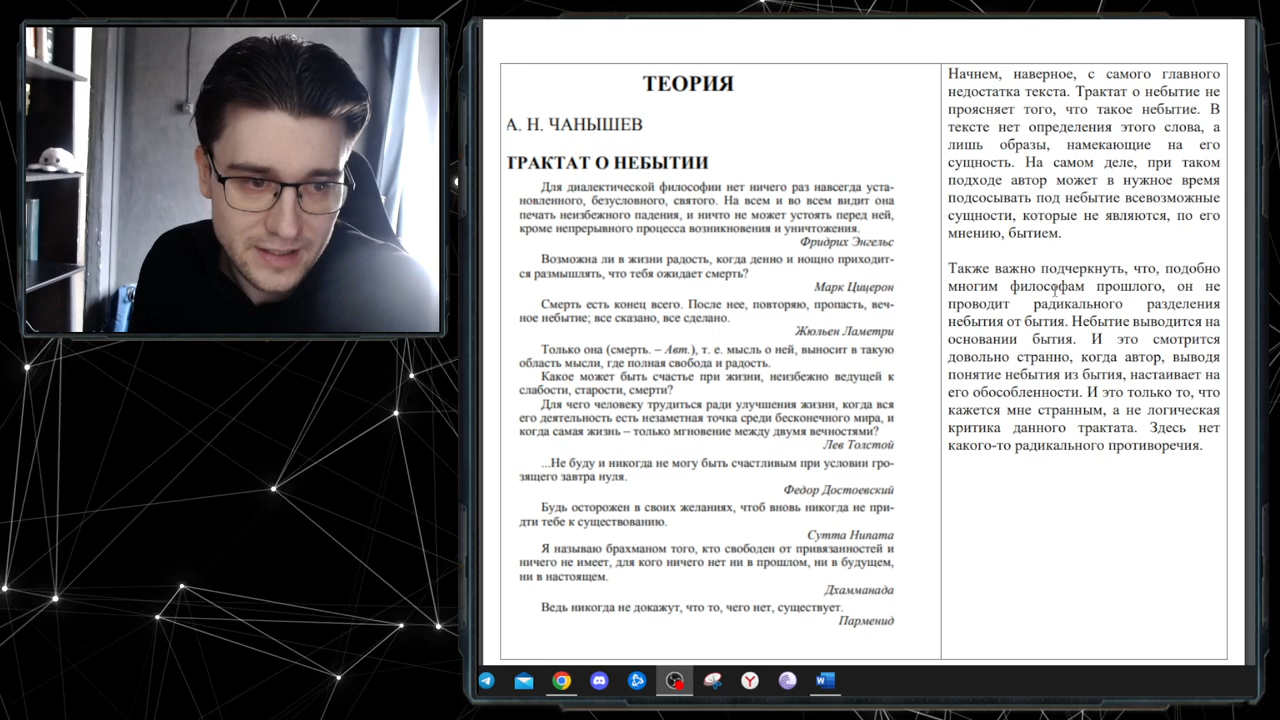 ТЕОРИЯ
А. Н. ЧАНЫШЕВ
ТРАКТАТ О НЕБЫТИИ
Для диалектической философии нет ничего раз навсегда уста-
новленного, безусловного, святого. На всем и во всем видит она
печать неизбежного падения, и ничто не может устоять перед ней,
кроме непрерывного процесса возникновения и уничтожения.
Фридрих Энгельс
Возможна ли в жизни радость, когда денно и нощно приходит-
ся размышлять, что тебя ожидает смерть?
Марк Цицерон
Смерть есть конец всего. После нее, повторяю, пропасть, веч-
ное небытие; все сказано, все сделано.
Жюльен Ламетри
Только она (смерть. – Авт.), т. е. мысль о ней, выносит в такую
область мысли, где полная свобода и радость.
Какое может быть счастье при жизни, неизбежно ведущей к
слабости, старости, смерти?
Для чего человеку трудиться ради улучшения жизни, когда вся
его деятельность есть незаметная точка среди бесконечного мира, и
когда самая жизнь – только мгновение между двумя вечностями?
Лев Толстой
...Не буду и никогда не могу быть счастливым при условии гро-
зящего завтра нуля.
Федор Достоевский
Будь осторожен в своих желаниях, чтоб вновь никогда не при-
дти тебе к существованию.
Сутта Нипата
Я называю брахманом того, кто свободен от привязанностей и
ничего не имеет, для кого ничего нет ни в прошлом, ни в будущем,
ни в настоящем.
Дхамманада
Ведь никогда не докажут, что то, чего нет, существует.
Парменид
Начнем, наверное, с самого главного
недостатка текста. Трактат о небытие не
проясняет того, что такое небытие. В
тексте нет определения этого слова, а
лишь образы, намекающие на его
сущность. На самом деле, при таком
подходе автор может в нужное время
подсосывать под небытие всевозможные
сущности, которые не являются, по его
мнению, бытием.
Также важно подчеркнуть, что, подобно
многим философам прошлого, он не
проводит радикального разделения
небытия от бытия. Небытие выводится на
основании бытия. И это смотрится
довольно странно, когда автор, выводя
понятие небытия из бытия, настаивает на
его обособленности. И это только то, что
кажется мне странным, а не логическая
критика данного трактата. Здесь нет
какого-то радикального противоречия.